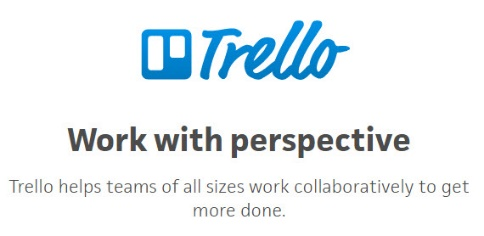 Trello
Work with perspective
Trello helps teams of all sizes work collaboratively to get
more done.